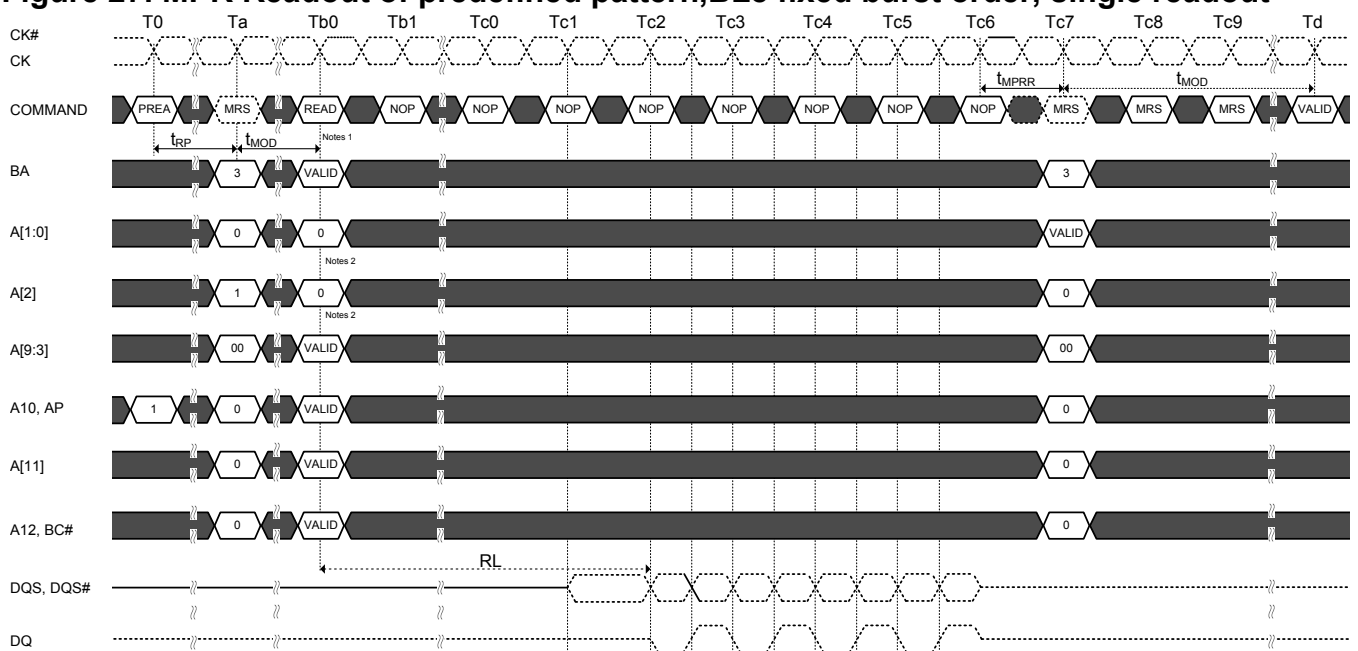 Figure 27. MPR Readout of predefined pattern,BL8 fixed burst order, single readout
T0 Ta Tb0 Tb1 Tc0 Tc1 Tc2 Tc3 Tc4 Tc5 Tc6 Tc7 Tc8 Tc9 Td
CK#
CK
tMPRR tMOD
COMMAND PREA MRS READ NOP NOP NOP NOP NOP NOP NOP NOP MRS MRS MRS VALID
Notes 1
tRP tMOD
BA 3 VALID 3
A[1:0] 0 0 VALID
Notes 2
A[2] 1 0 0
Notes 2
A[9:3] 00 VALID 00
A10, AP 1 0 VALID 0
A[11] 0 VALID 0
A12, BC# 0 VALID 0
RL
DQS, DQS#
DQ